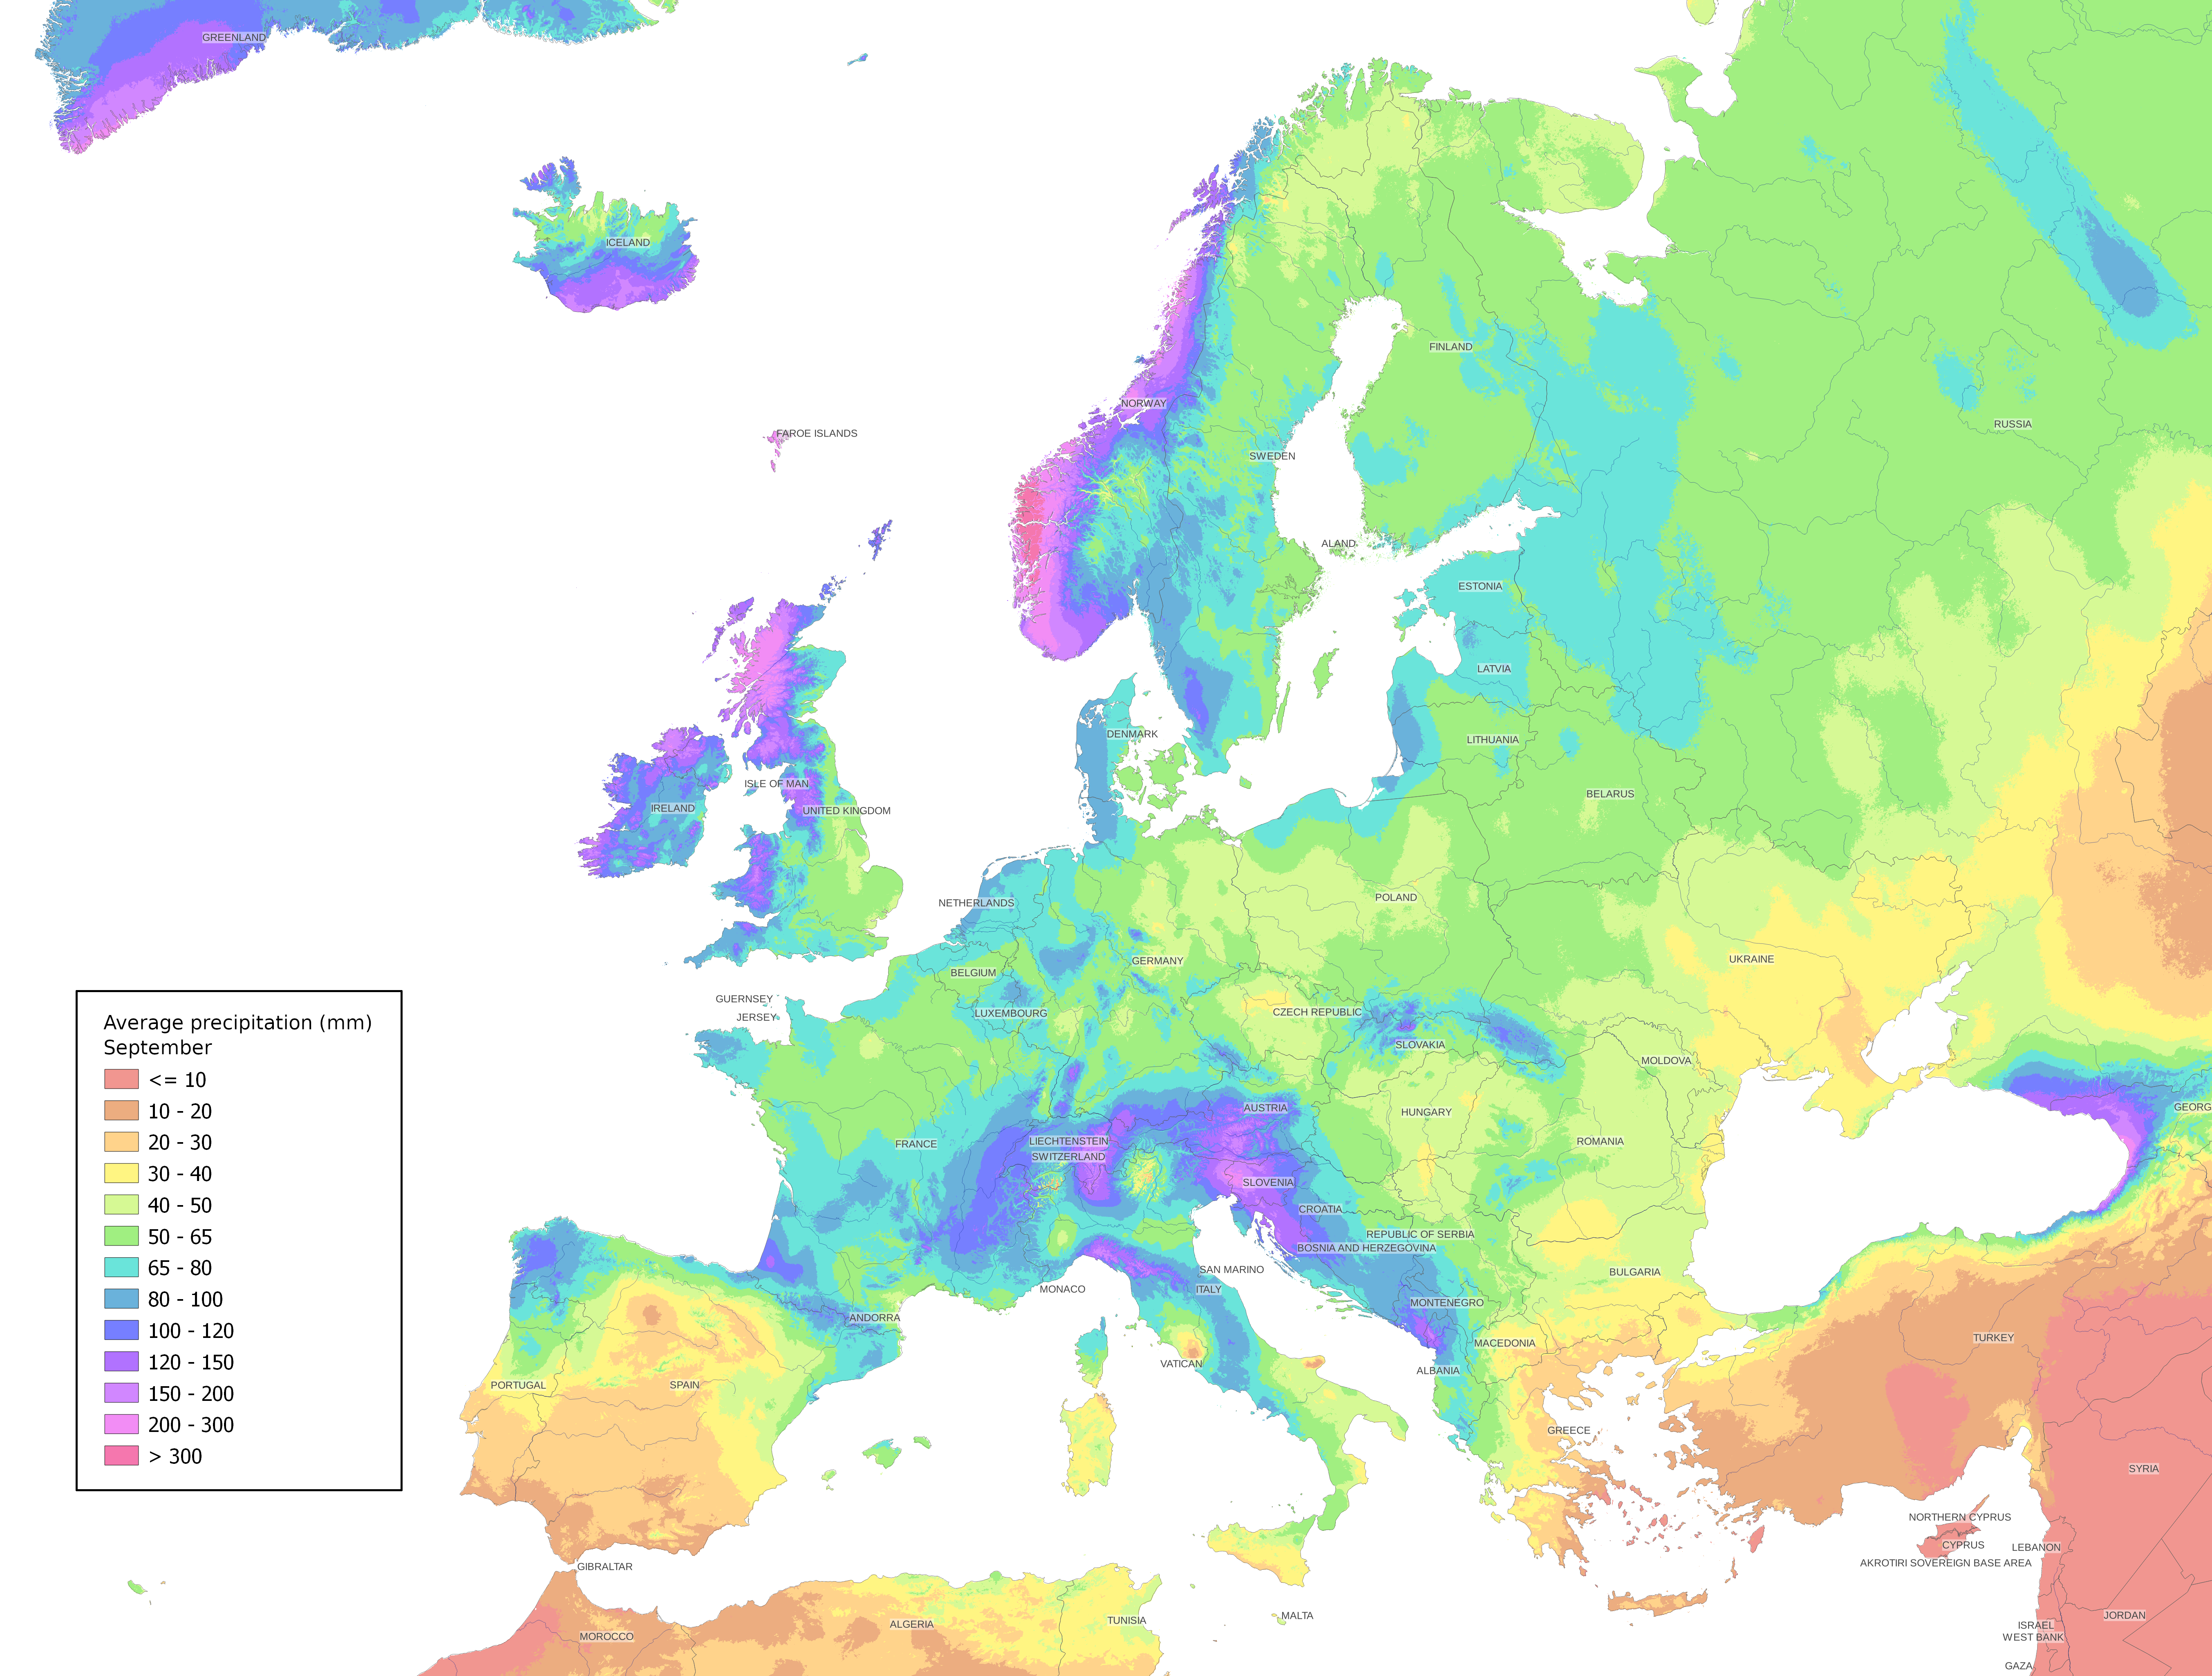 GREENLAND
ICELAND
FINLAND
NORWAY
RUSSIA
FAROE ISLANDS
SWEDEN
ALAND
ESTONIA
LATVIA
DENMARK
LITHUANIA
ISLE OF MAN
BELARUS
IRELAND
UNITED KINGDOM
POLAND
NETHERLANDS
UKRAINE
GERMANY
BELGIUM
GUERNSEY
CZECH REPUBLIC
LUXEMBOURG
JERSEY
SLOVAKIA
MOLDOVA
AUSTRIA
GEORG
HUNGARY
FRANCE
LIECHTENSTEIN
ROMANIA
SWITZERLAND
SLOVENIA
CROATIA
REPUBLIC OF SERBIA
BOSNIA AND HERZEGOVINA
SAN MARINO
BULGARIA
MONACO
ITALY
MONTENEGRO
ANDORRA
TURKEY
MACEDONIA
VATICAN
ALBANIA
PORTUGAL
SPAIN
GREECE
SYRIA
NORTHERN CYPRUS
CYPRUS
LEBANON
AKROTIRI SOVEREIGN BASE AREA
GIBRALTAR
MALTA
JORDAN
ALGERIA
TUNISIA
ISRAEL
MOROCCO
WEST BANK
GAZA
Average precipitation (mm)
September
<= 10
10 - 20
20 - 30
30 - 40
40 - 50
50 - 65
65 - 80
80 - 100
100 - 120
120 - 150
150 - 200
200 - 300
> 300